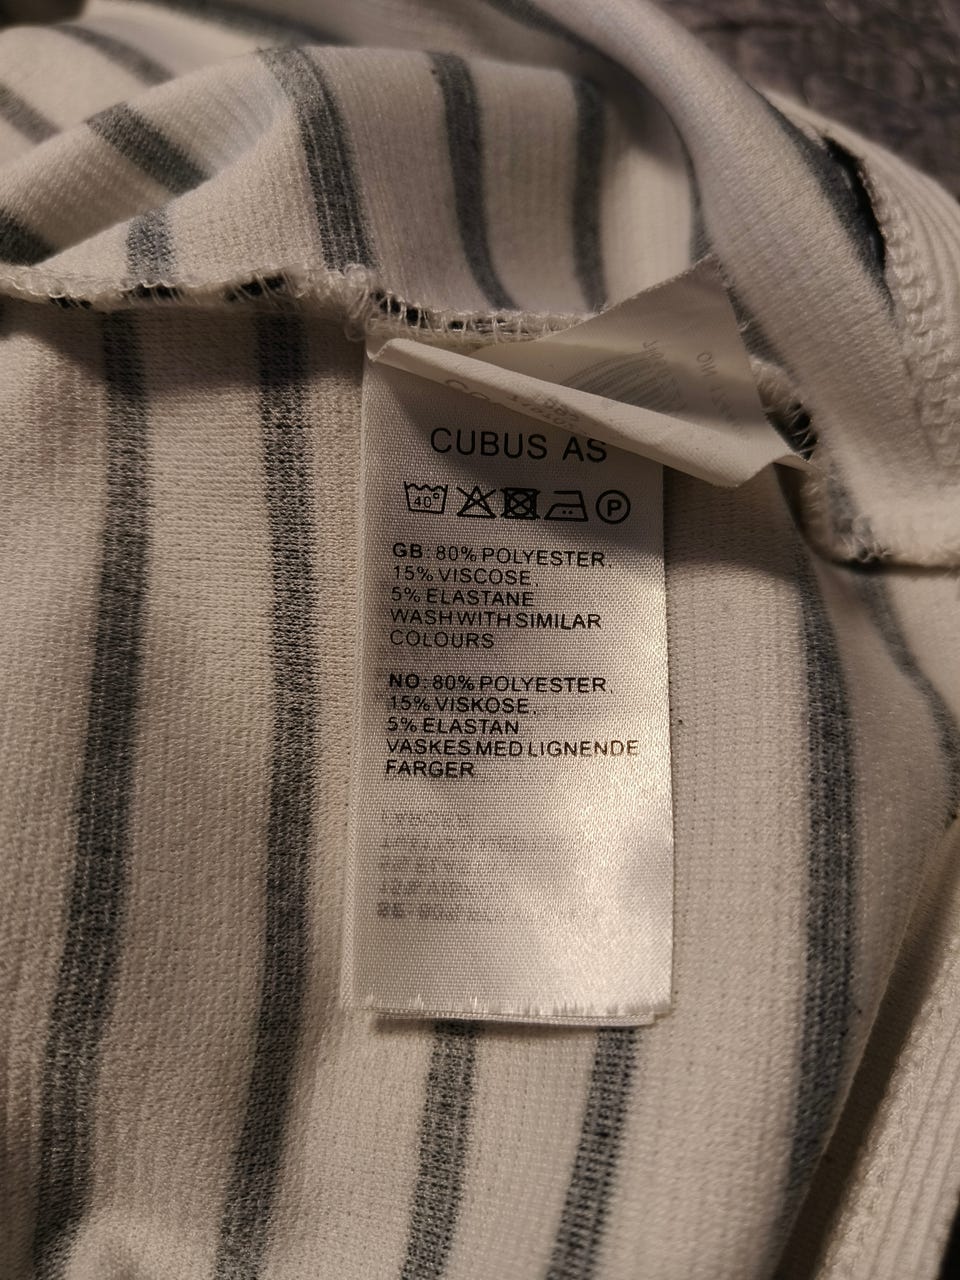 CUBUS AS
40°
P
GB: 80% POLYESTER,
15% VISCOSE,
5% ELASTANE
WASH WITH SIMILAR
COLOURS
NO: 80% POLYESTER,
15% VISKOSE,
5% ELASTAN
VASKES MED LIGNENDE
FARGER